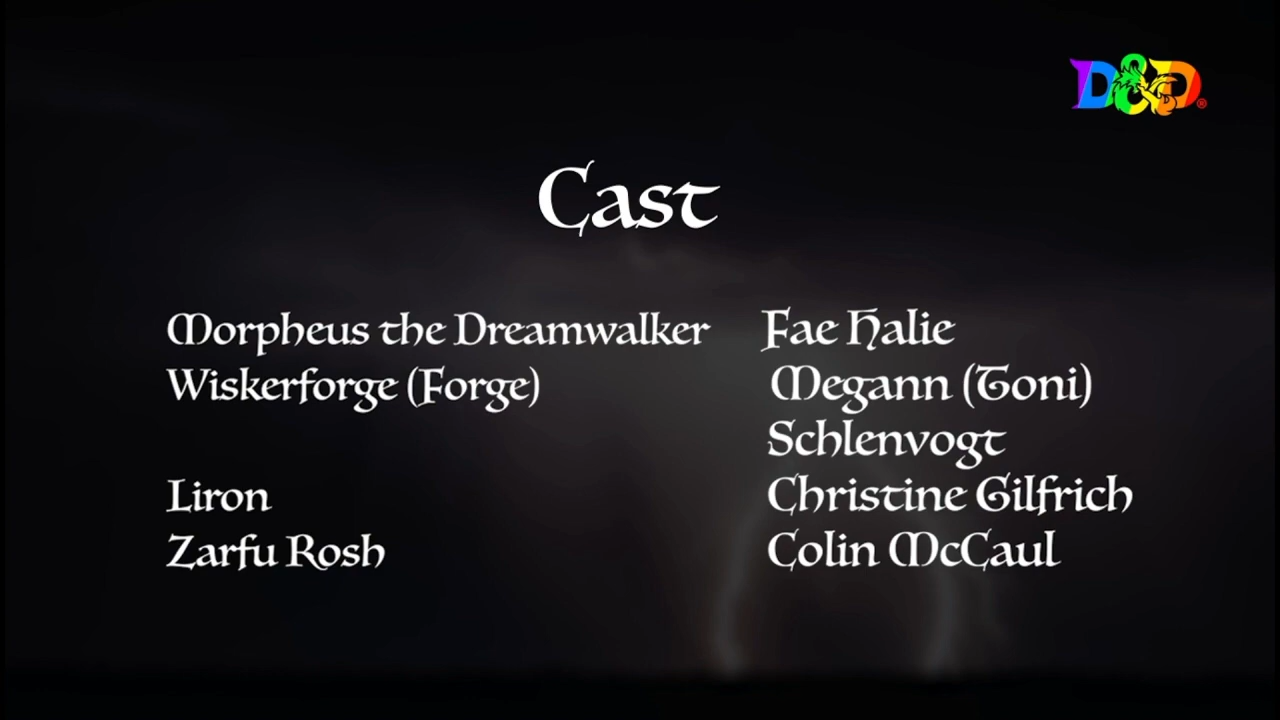 D&D®
Cast
Morpheus the Dreamwalker Fae Halie
Wiskerforge (Forge) Megann (Toni)
Schlenvogt
Liron Christine Gilfrich
Zarfu Rosh Colin McCaul